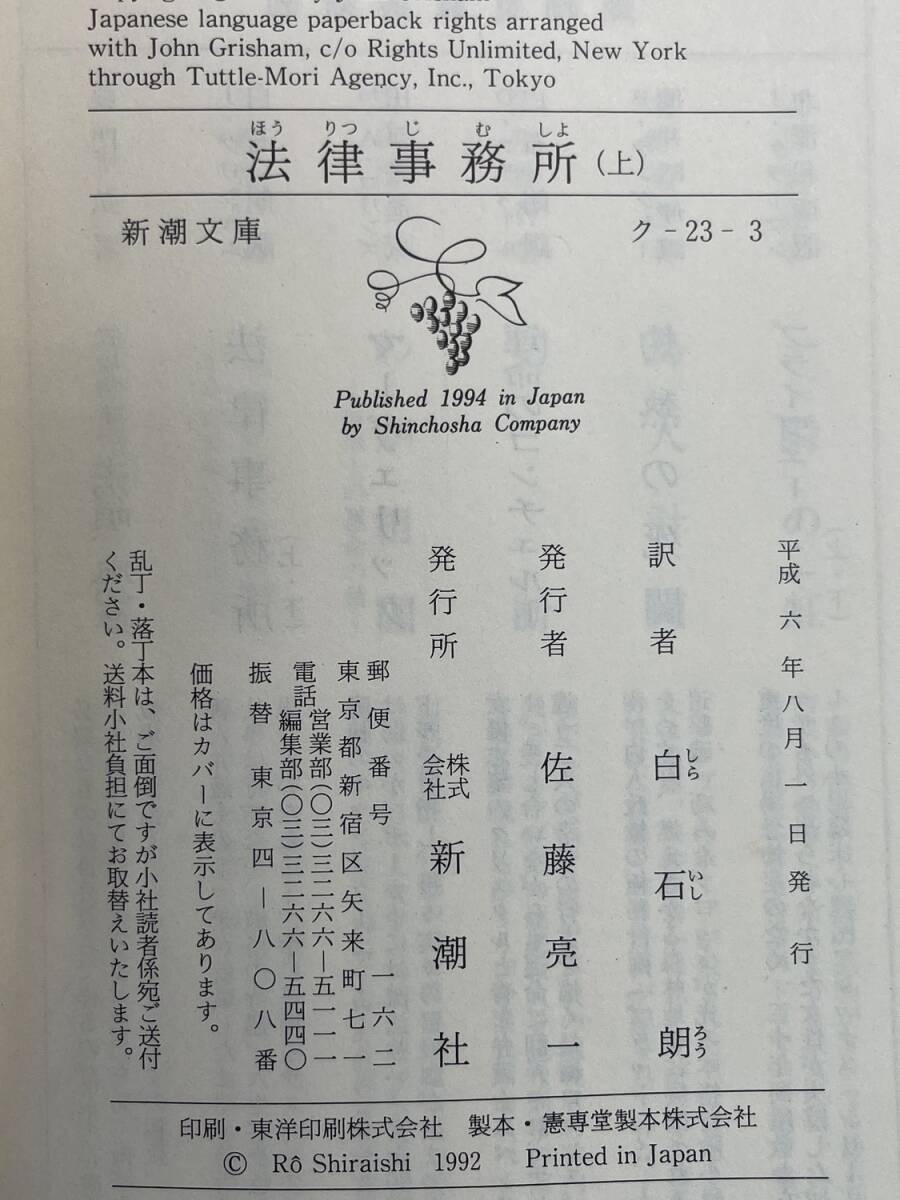 Japanese language paperback rights arranged
with John Grisham, c/o Rights Unlimited, New York
through Tuttle-Mori Agency, Inc., Tokyo
ほう りつ じ む しよ
法律事務所(上)
新潮文庫 ク-23-3
Published 1994 in Japan
by Shinchosha Company
平成六年八月一日発行
訳者 白石朗
しら いし ろう
発行者 佐藤亮一
発行所 株式会社 新潮社
郵便番号 一六二
東京都新宿区矢来町七一
電話 営業部(〇三)三二六六―五一一一
編集部(〇三)三二六六―五四四〇
振替 東京四―八〇八番
価格はカバーに表示してあります。
乱丁・落丁本は、ご面倒ですが小社読者係宛ご送付
ください。送料小社負担にてお取替えいたします。
印刷・東洋印刷株式会社 製本・憲専堂製本株式会社
© Rô Shiraishi 1992 Printed in Japan